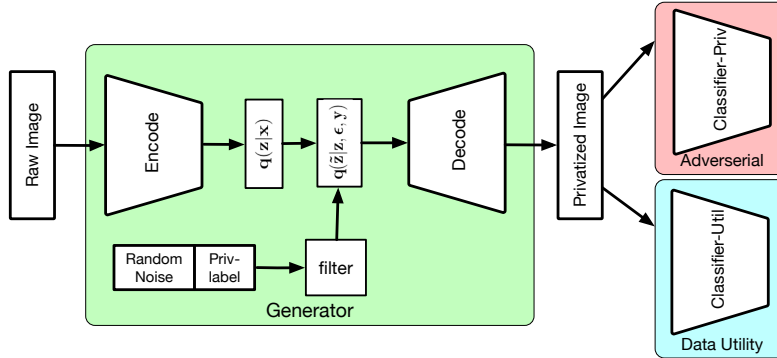 Raw Image
Encode
q(z|x)
q(z̃|z, ϵ, y)
Decode
Privatized Image
Classifier-Priv
Adverserial
Classifier-Util
Data Utility
Random
Noise
Priv-
label
filter
Generator